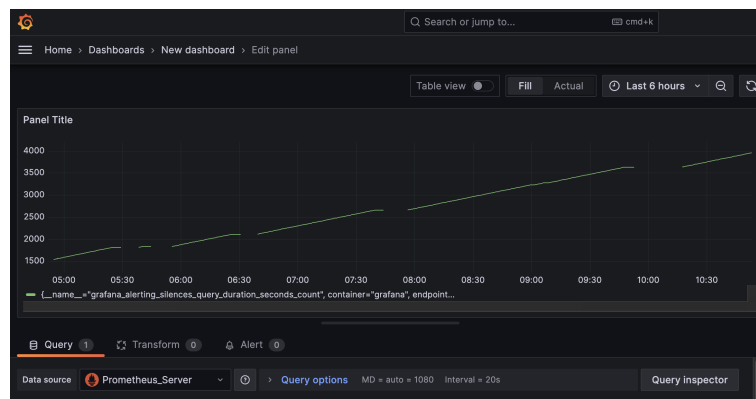 Search or jump to... cmd+k
Home › Dashboards › New dashboard › Edit panel
Table view Fill Actual Last 6 hours
Panel Title
4000
3500
3000
2500
2000
1500
05:00 05:30 06:00 06:30 07:00 07:30 08:00 08:30 09:00 09:30 10:00 10:30
{__name__="grafana_alerting_silences_query_duration_seconds_count", container="grafana", endpoint...
Query 1 Transform 0 Alert 0
Data source Prometheus_Server › Query options MD = auto = 1080 Interval = 20s Query inspector